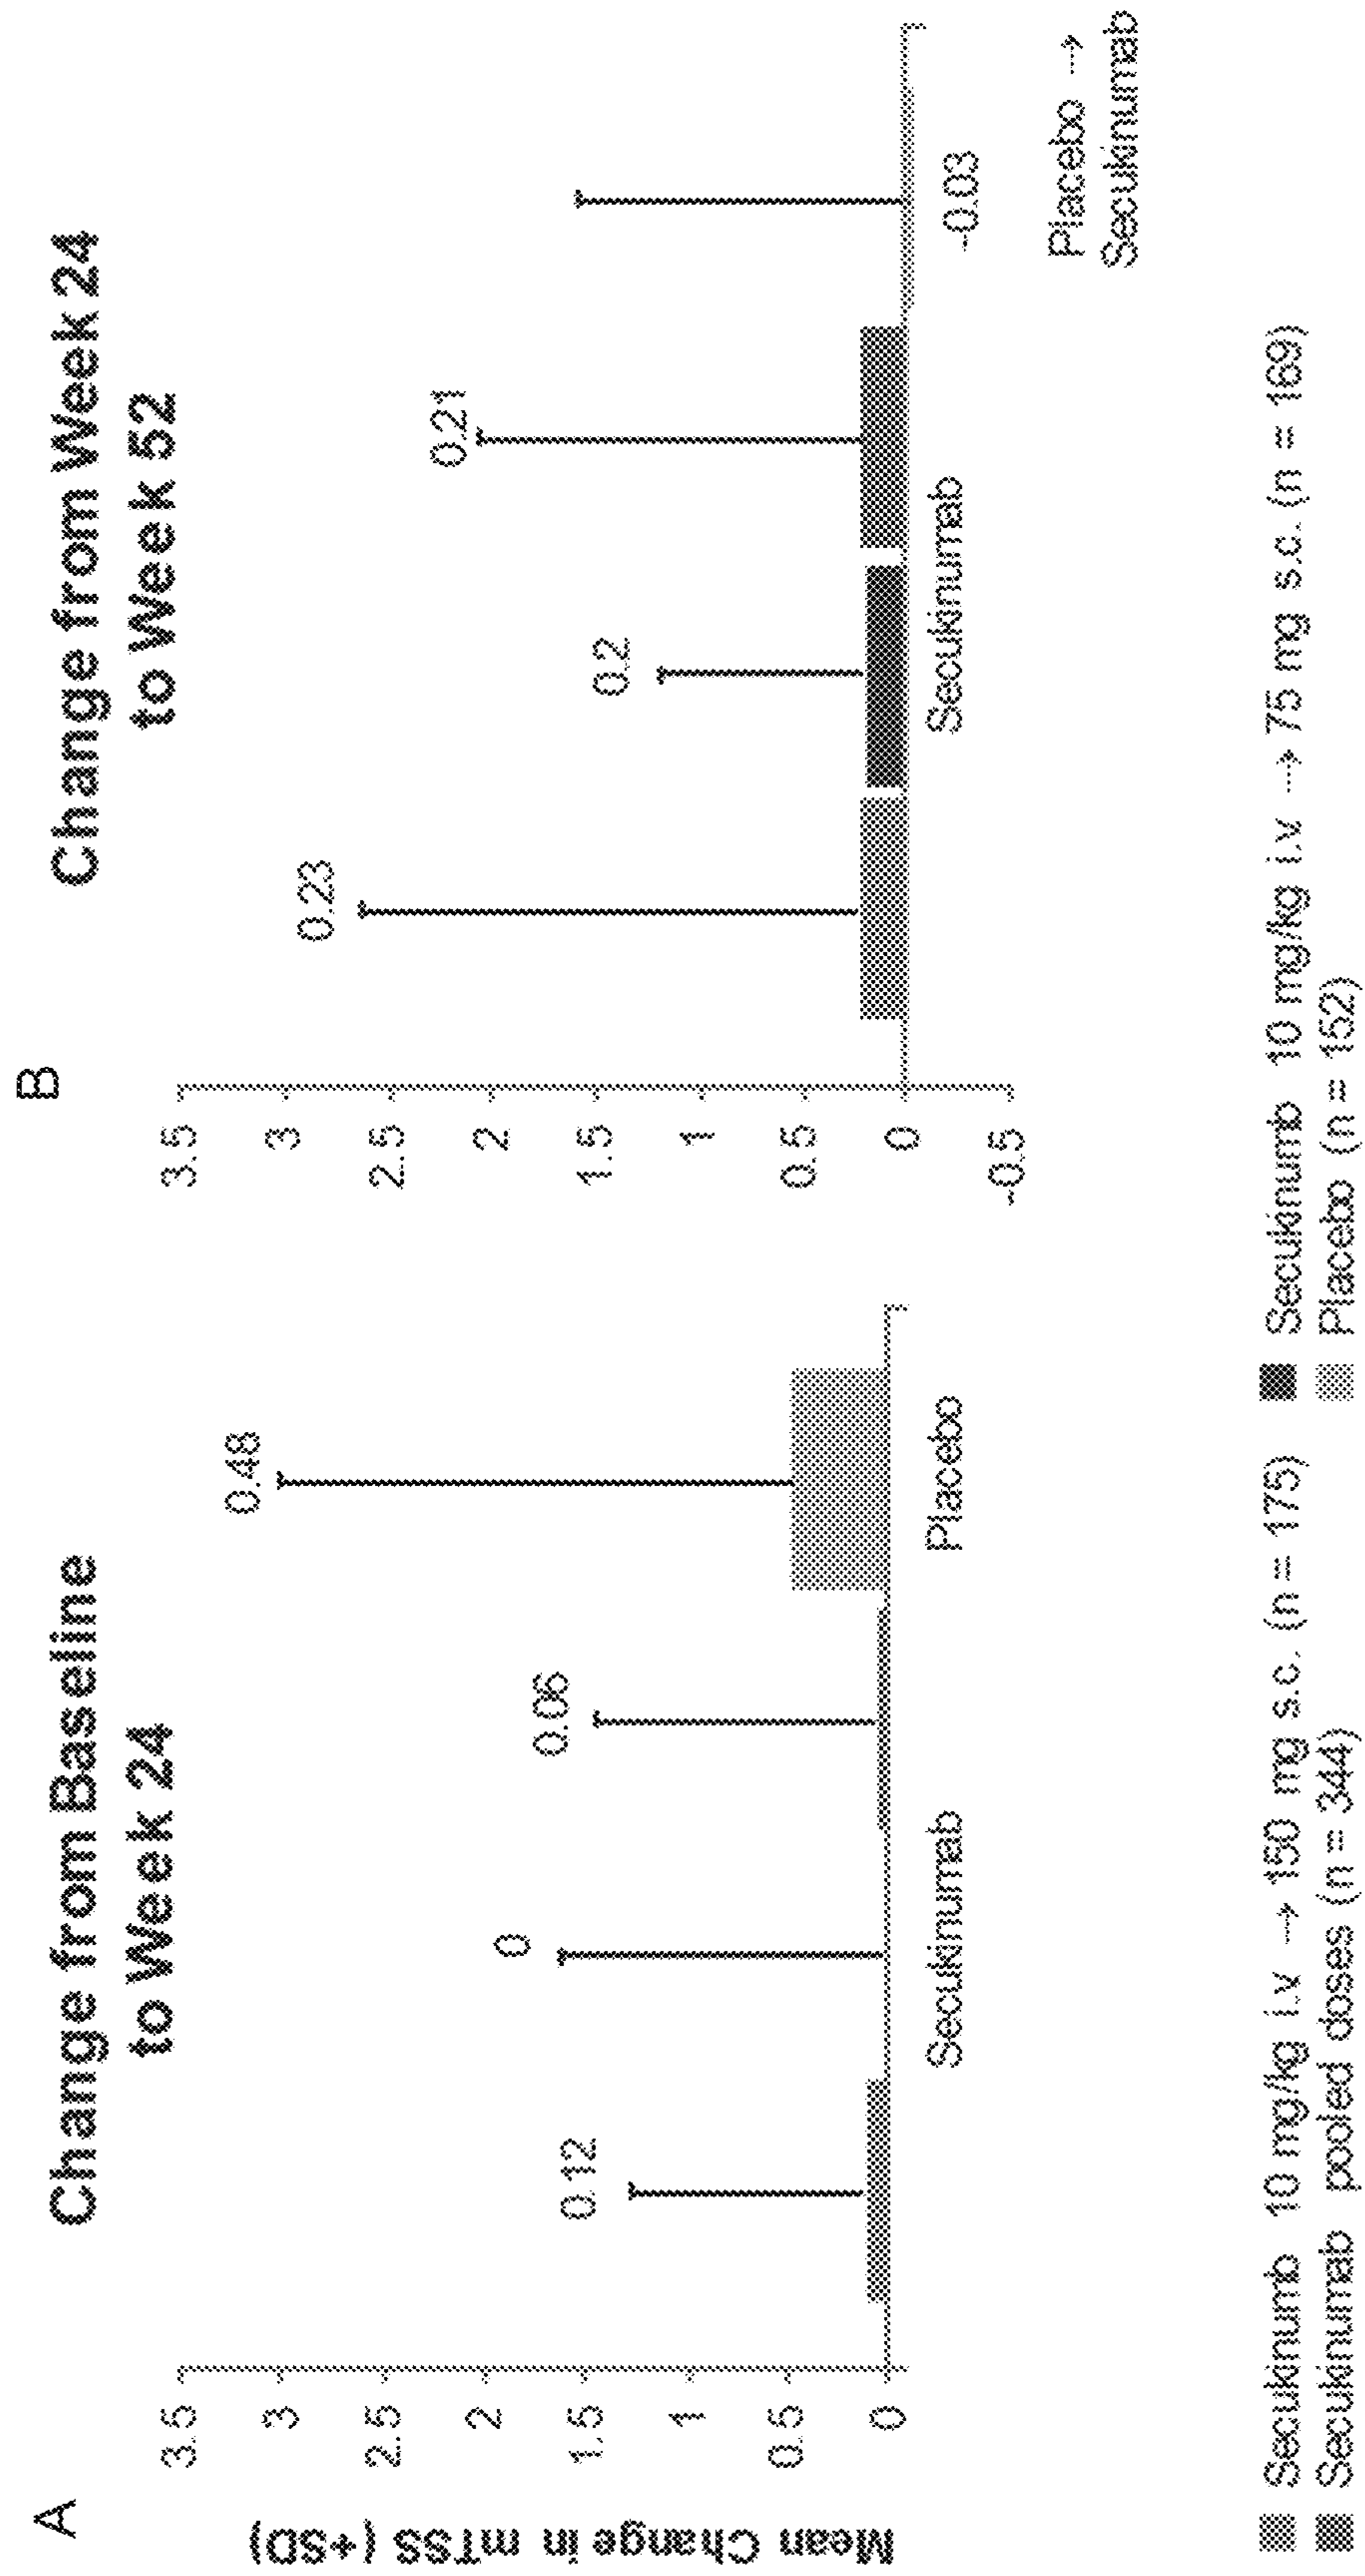 A
Change from Baseline
to Week 24
Mean Change in mTSS (+SD)
3.5
3
2.5
2
1.5
1
0.5
0
0.12
0
0.06
0.48
Secukinumab
Placebo
B
Change from Week 24
to Week 52
3.5
3
2.5
2
1.5
1
0.5
0
-0.5
0.23
0.2
0.21
-0.03
Secukinumab
Placebo →
Secukinumab
Secukinumb 10 mg/kg i.v → 150 mg s.c. (n = 175)
Secukinumb 10 mg/kg i.v → 75 mg s.c. (n = 169)
Secukinumab pooled doses (n = 344)
Placebo (n = 152)